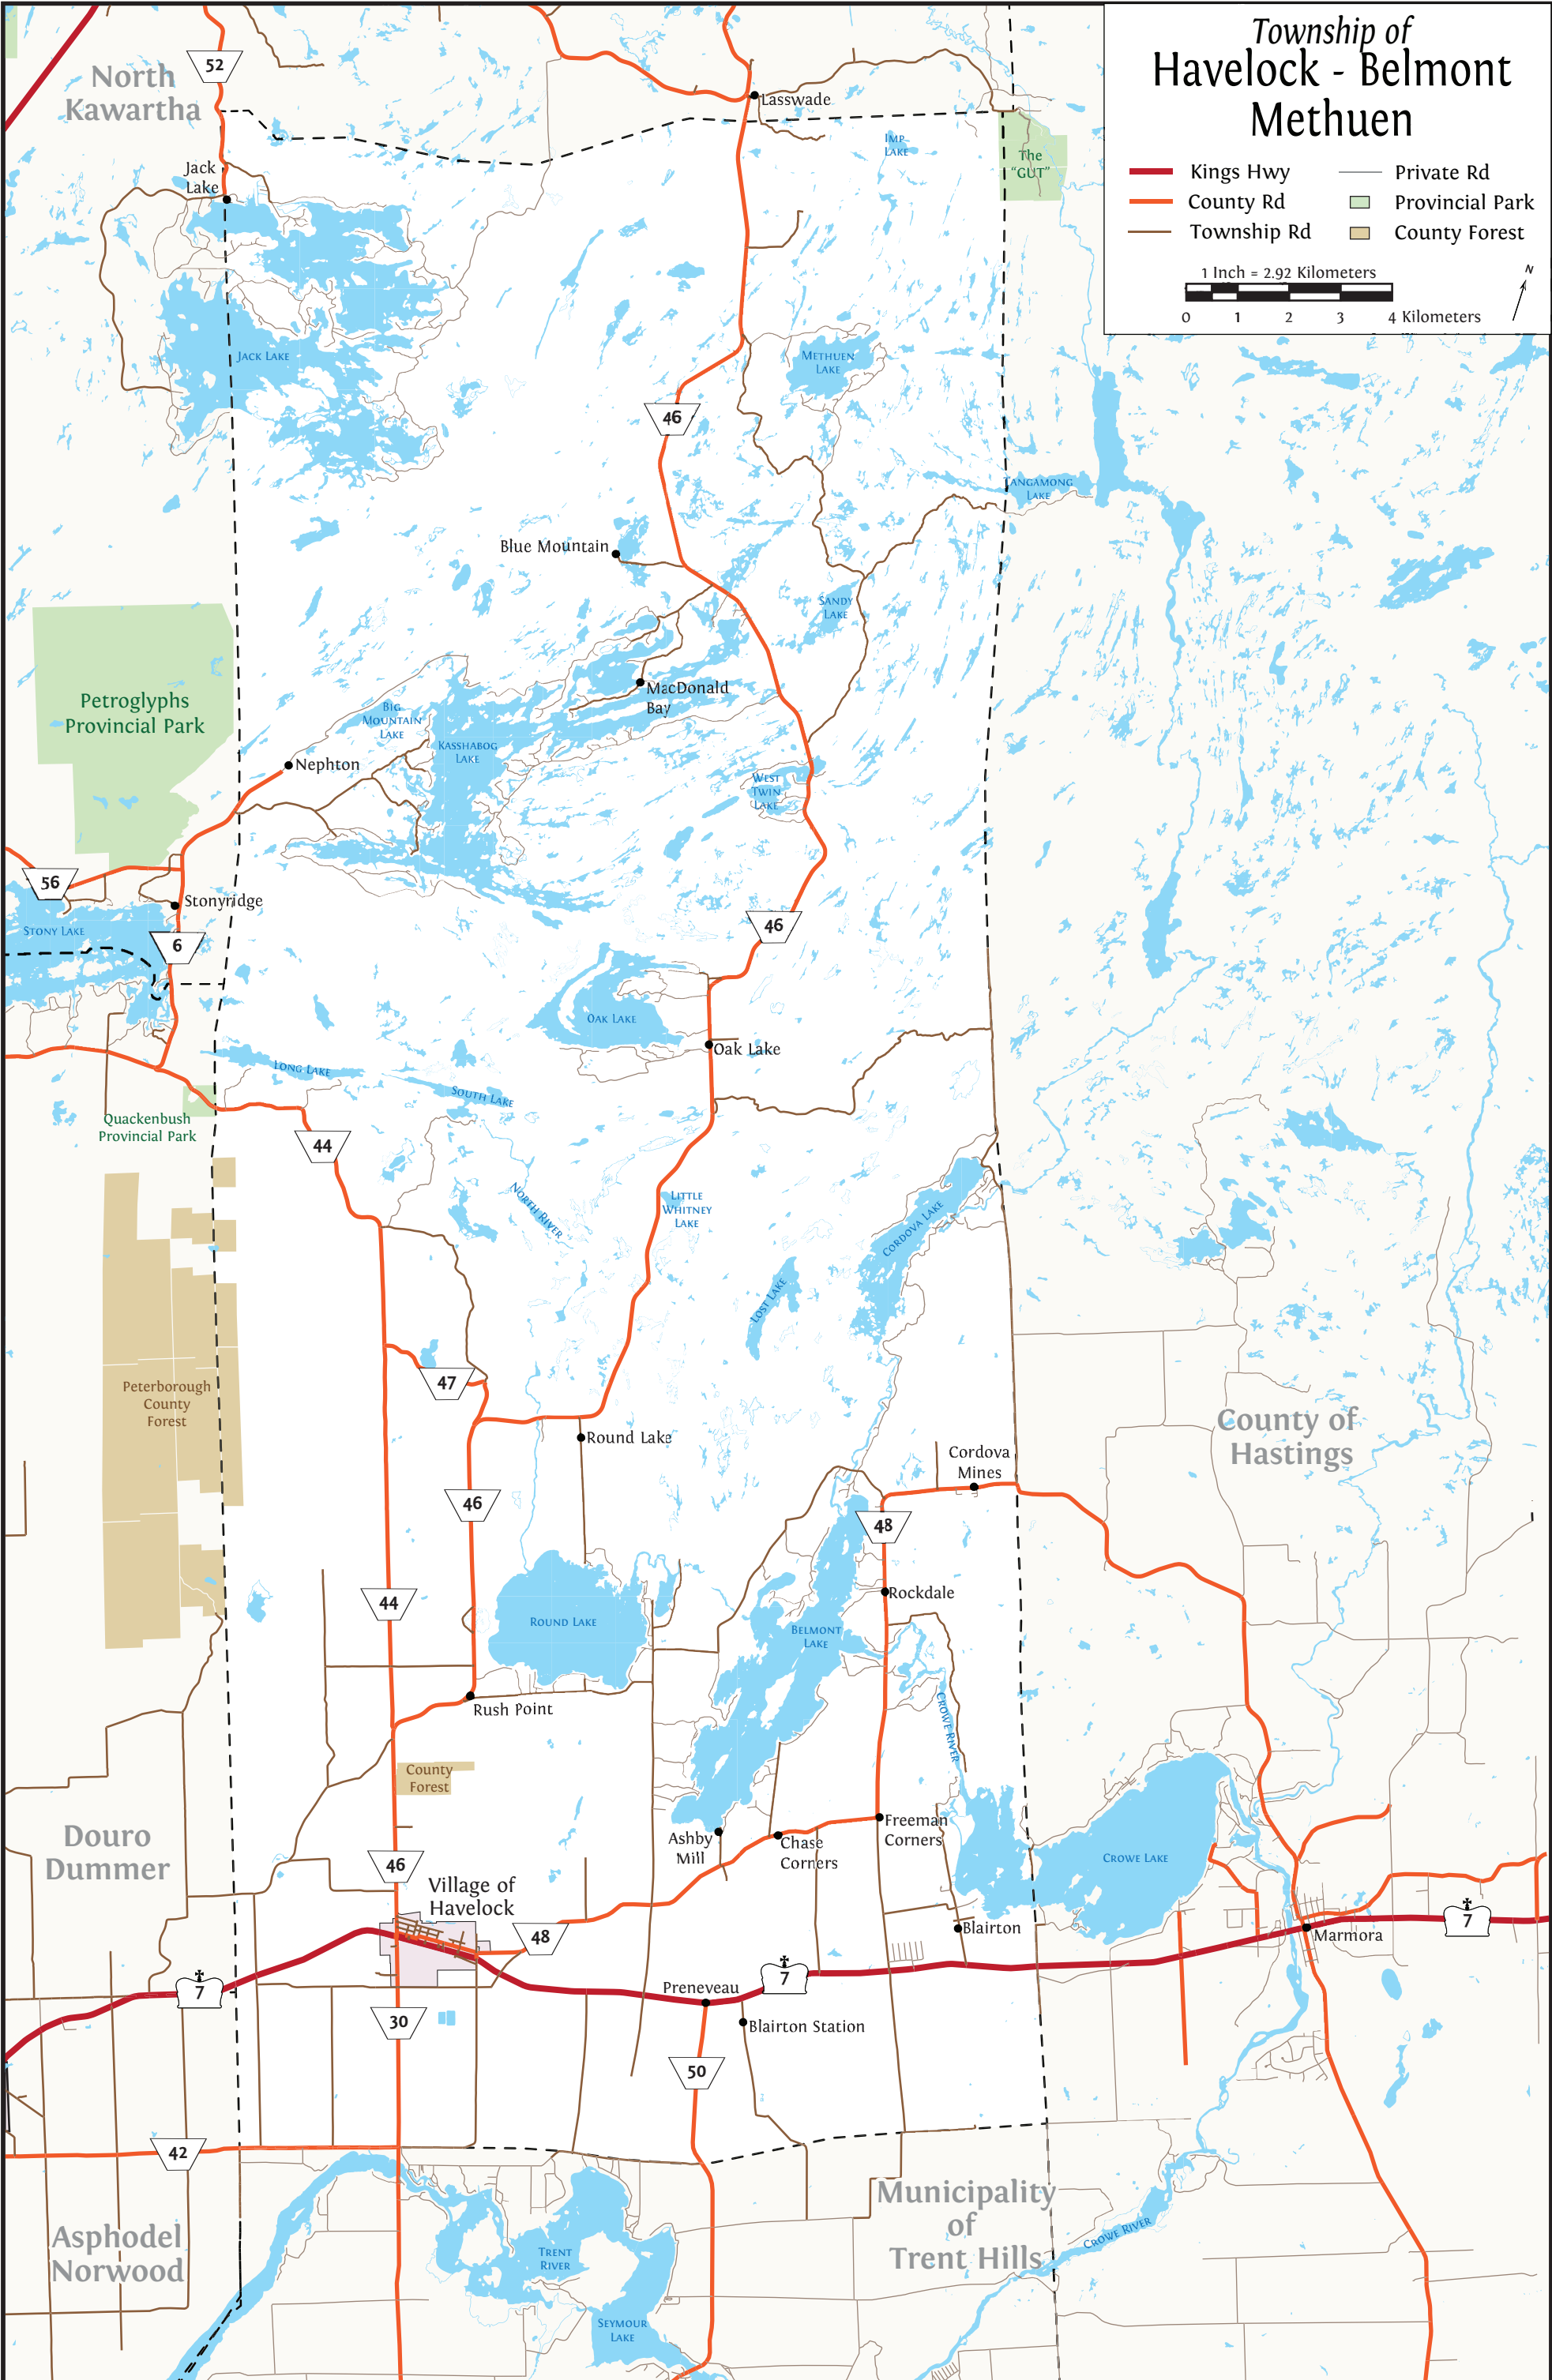 Township of
Havelock - Belmont
Methuen
Kings Hwy
Private Rd
County Rd
Provincial Park
Township Rd
County Forest
1 Inch = 2.92 Kilometers
N
0 1 2 3 4 Kilometers
North
Kawartha
52
Lasswade
IMP-
LAKE
The
"GUT"
Jack
Lake
JACK LAKE
METHUEN
LAKE
46
TANGAMONG
LAKE
Blue Mountain
SANDY
LAKE
Petroglyphs
Provincial Park
MacDonald
Bay
BIG
MOUNTAIN
LAKE
KASSHABOG
LAKE
Nephton
WEST
TWIN
LAKE
56
Stonyridge
STONY LAKE
6
46
OAK LAKE
Oak Lake
LONG LAKE
SOUTH LAKE
Quackenbush
Provincial Park
44
NORTH RIVER
LITTLE
WHITNEY
LAKE
CORDOVA LAKE
LOST LAKE
47
Peterborough
County
Forest
Round Lake
County of
Hastings
Cordova
Mines
46
48
44
Rockdale
ROUND LAKE
BELMONT
LAKE
Rush Point
CROWE RIVER
County
Forest
Douro
Dummer
Ashby
Mill
Chase
Corners
Freeman
Corners
CROWE LAKE
46
Village of
Havelock
48
Blairton
7
Marmora
7
7
Preneveau
30
Blairton Station
50
42
Municipality
of
Trent Hills
CROWE RIVER
Asphodel
Norwood
TRENT
RIVER
SEYMOUR
LAKE